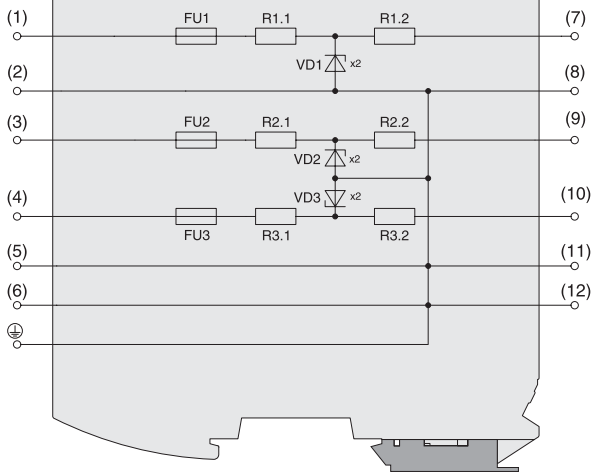 (1) FU1 R1.1 R1.2 (7)
VD1 x2
(2) (8)
(3) FU2 R2.1 R2.2 (9)
VD2 x2
VD3 x2
(4) (10)
FU3 R3.1 R3.2
(5) (11)
(6) (12)